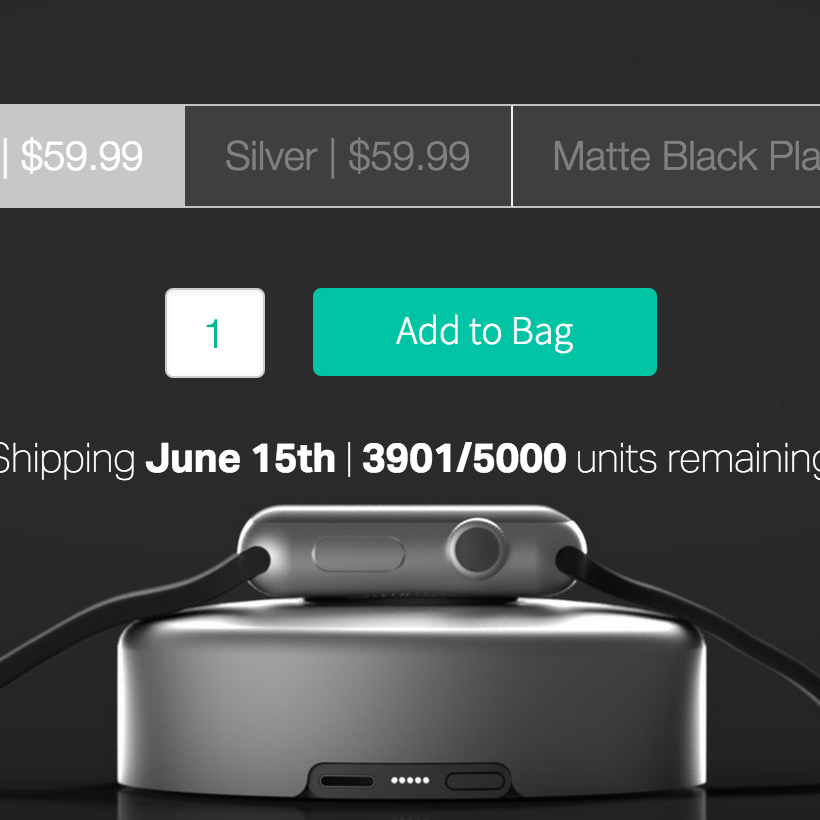 | $59.99 Silver | $59.99 Matte Black Pla
1 Add to Bag
Shipping June 15th | 3901/5000 units remaining